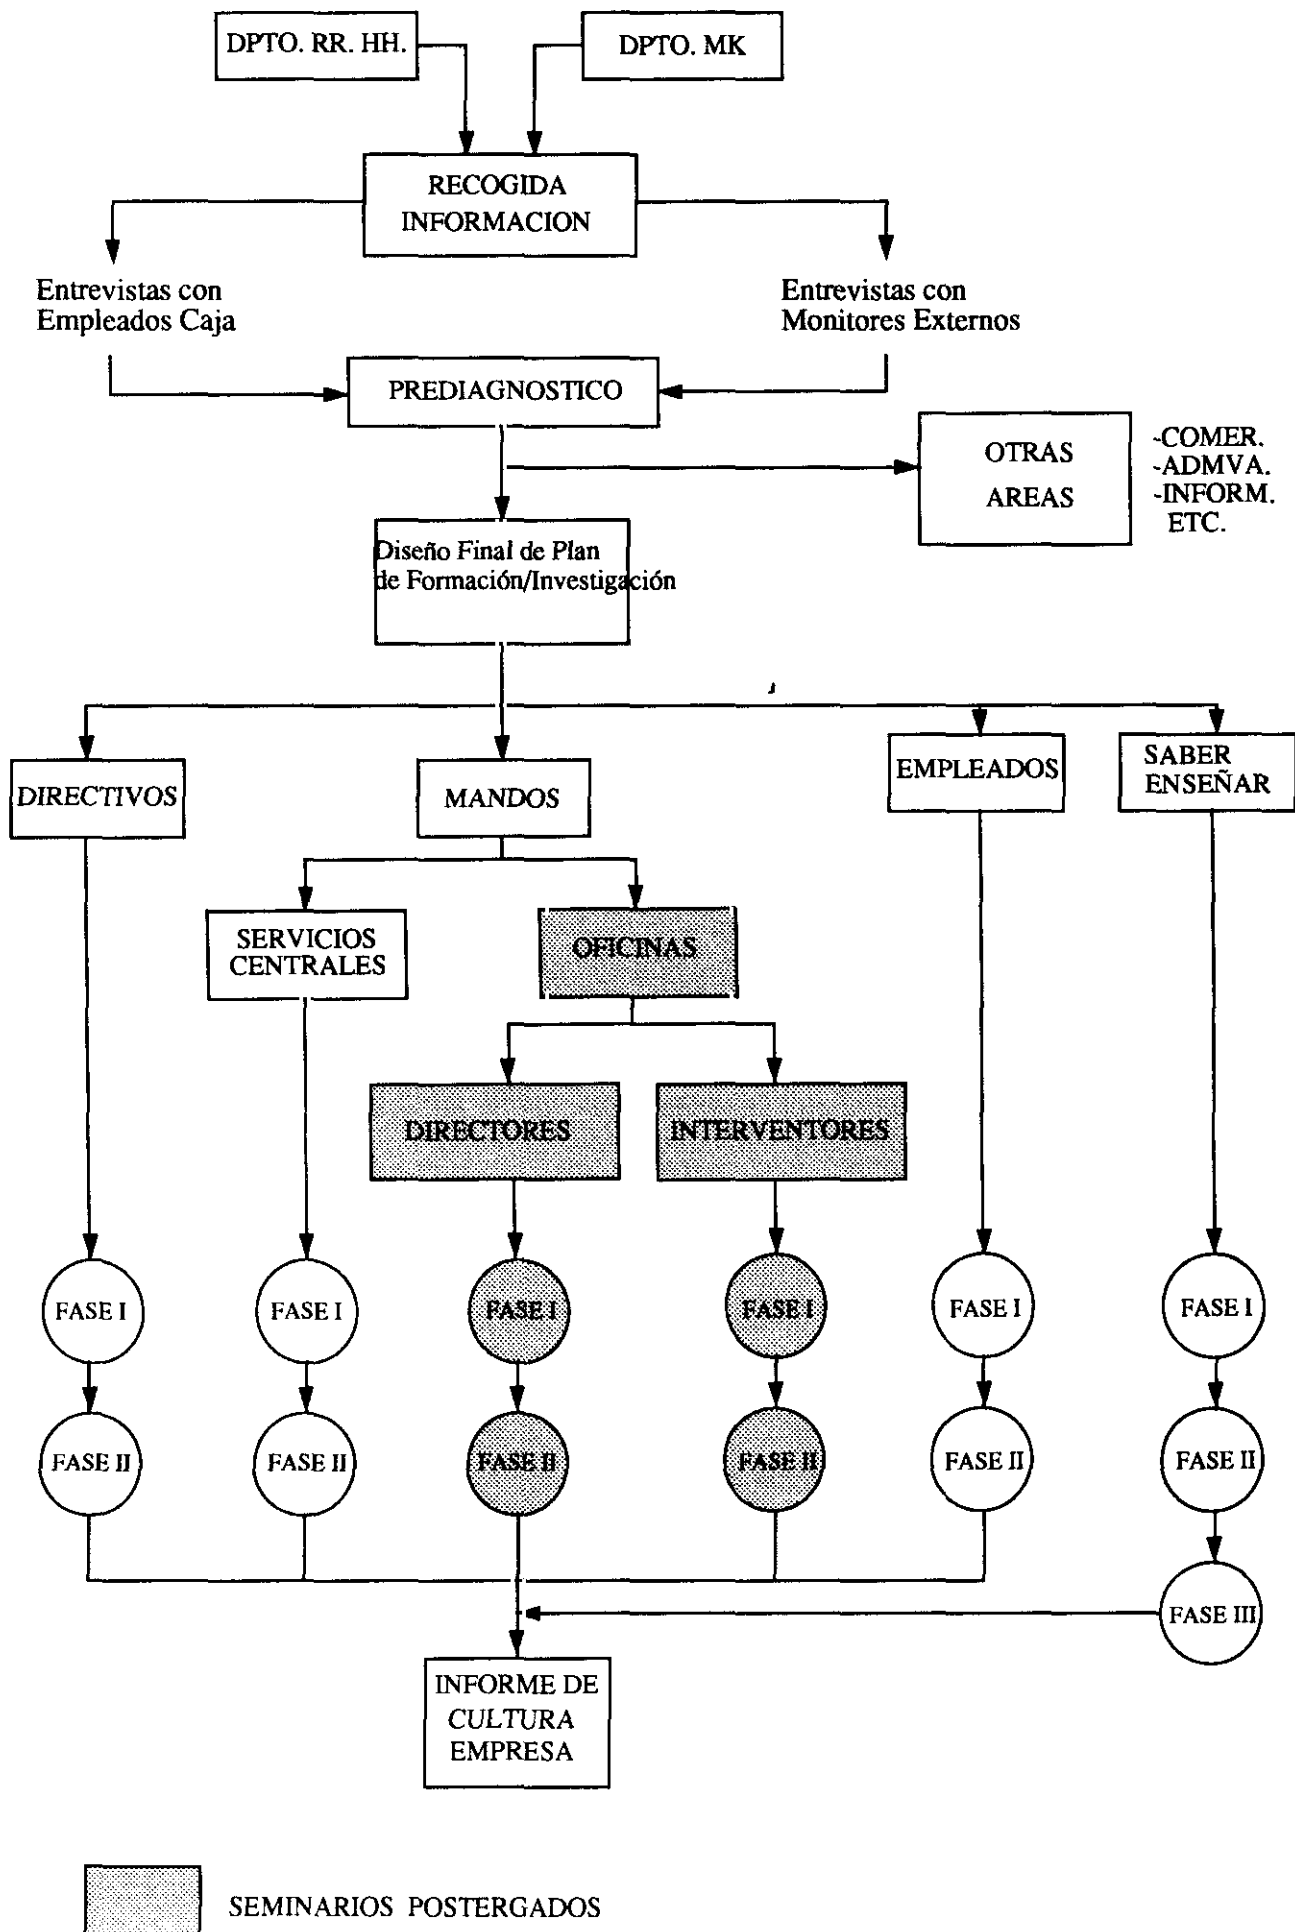 DPTO. RR. HH.
DPTO. MK
RECOGIDA
INFORMACION
Entrevistas con
Empleados Caja
Entrevistas con
Monitores Externos
PREDIAGNOSTICO
OTRAS
AREAS
-COMER.
-ADMVA.
-INFORM.
ETC.
Diseño Final de Plan
de Formación/Investigación
DIRECTIVOS
MANDOS
EMPLEADOS
SABER
ENSEÑAR
SERVICIOS
CENTRALES
OFICINAS
DIRECTORES
INTERVENTORES
FASE I
FASE I
FASE I
FASE I
FASE I
FASE I
FASE II
FASE II
FASE II
FASE II
FASE II
FASE II
FASE III
INFORME DE
CULTURA
EMPRESA
SEMINARIOS POSTERGADOS